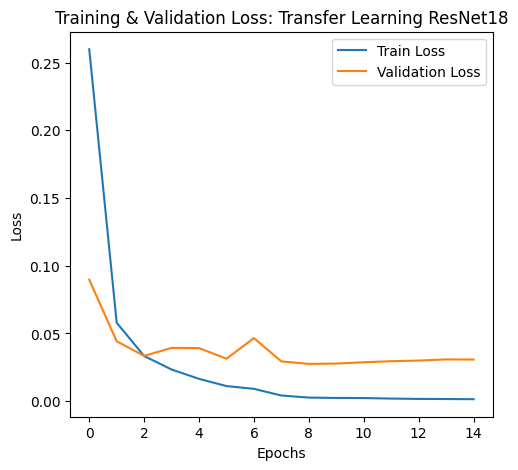 Training & Validation Loss: Transfer Learning ResNet18
Train Loss
Validation Loss
Loss
0.25
0.20
0.15
0.10
0.05
0.00
0 2 4 6 8 10 12 14
Epochs